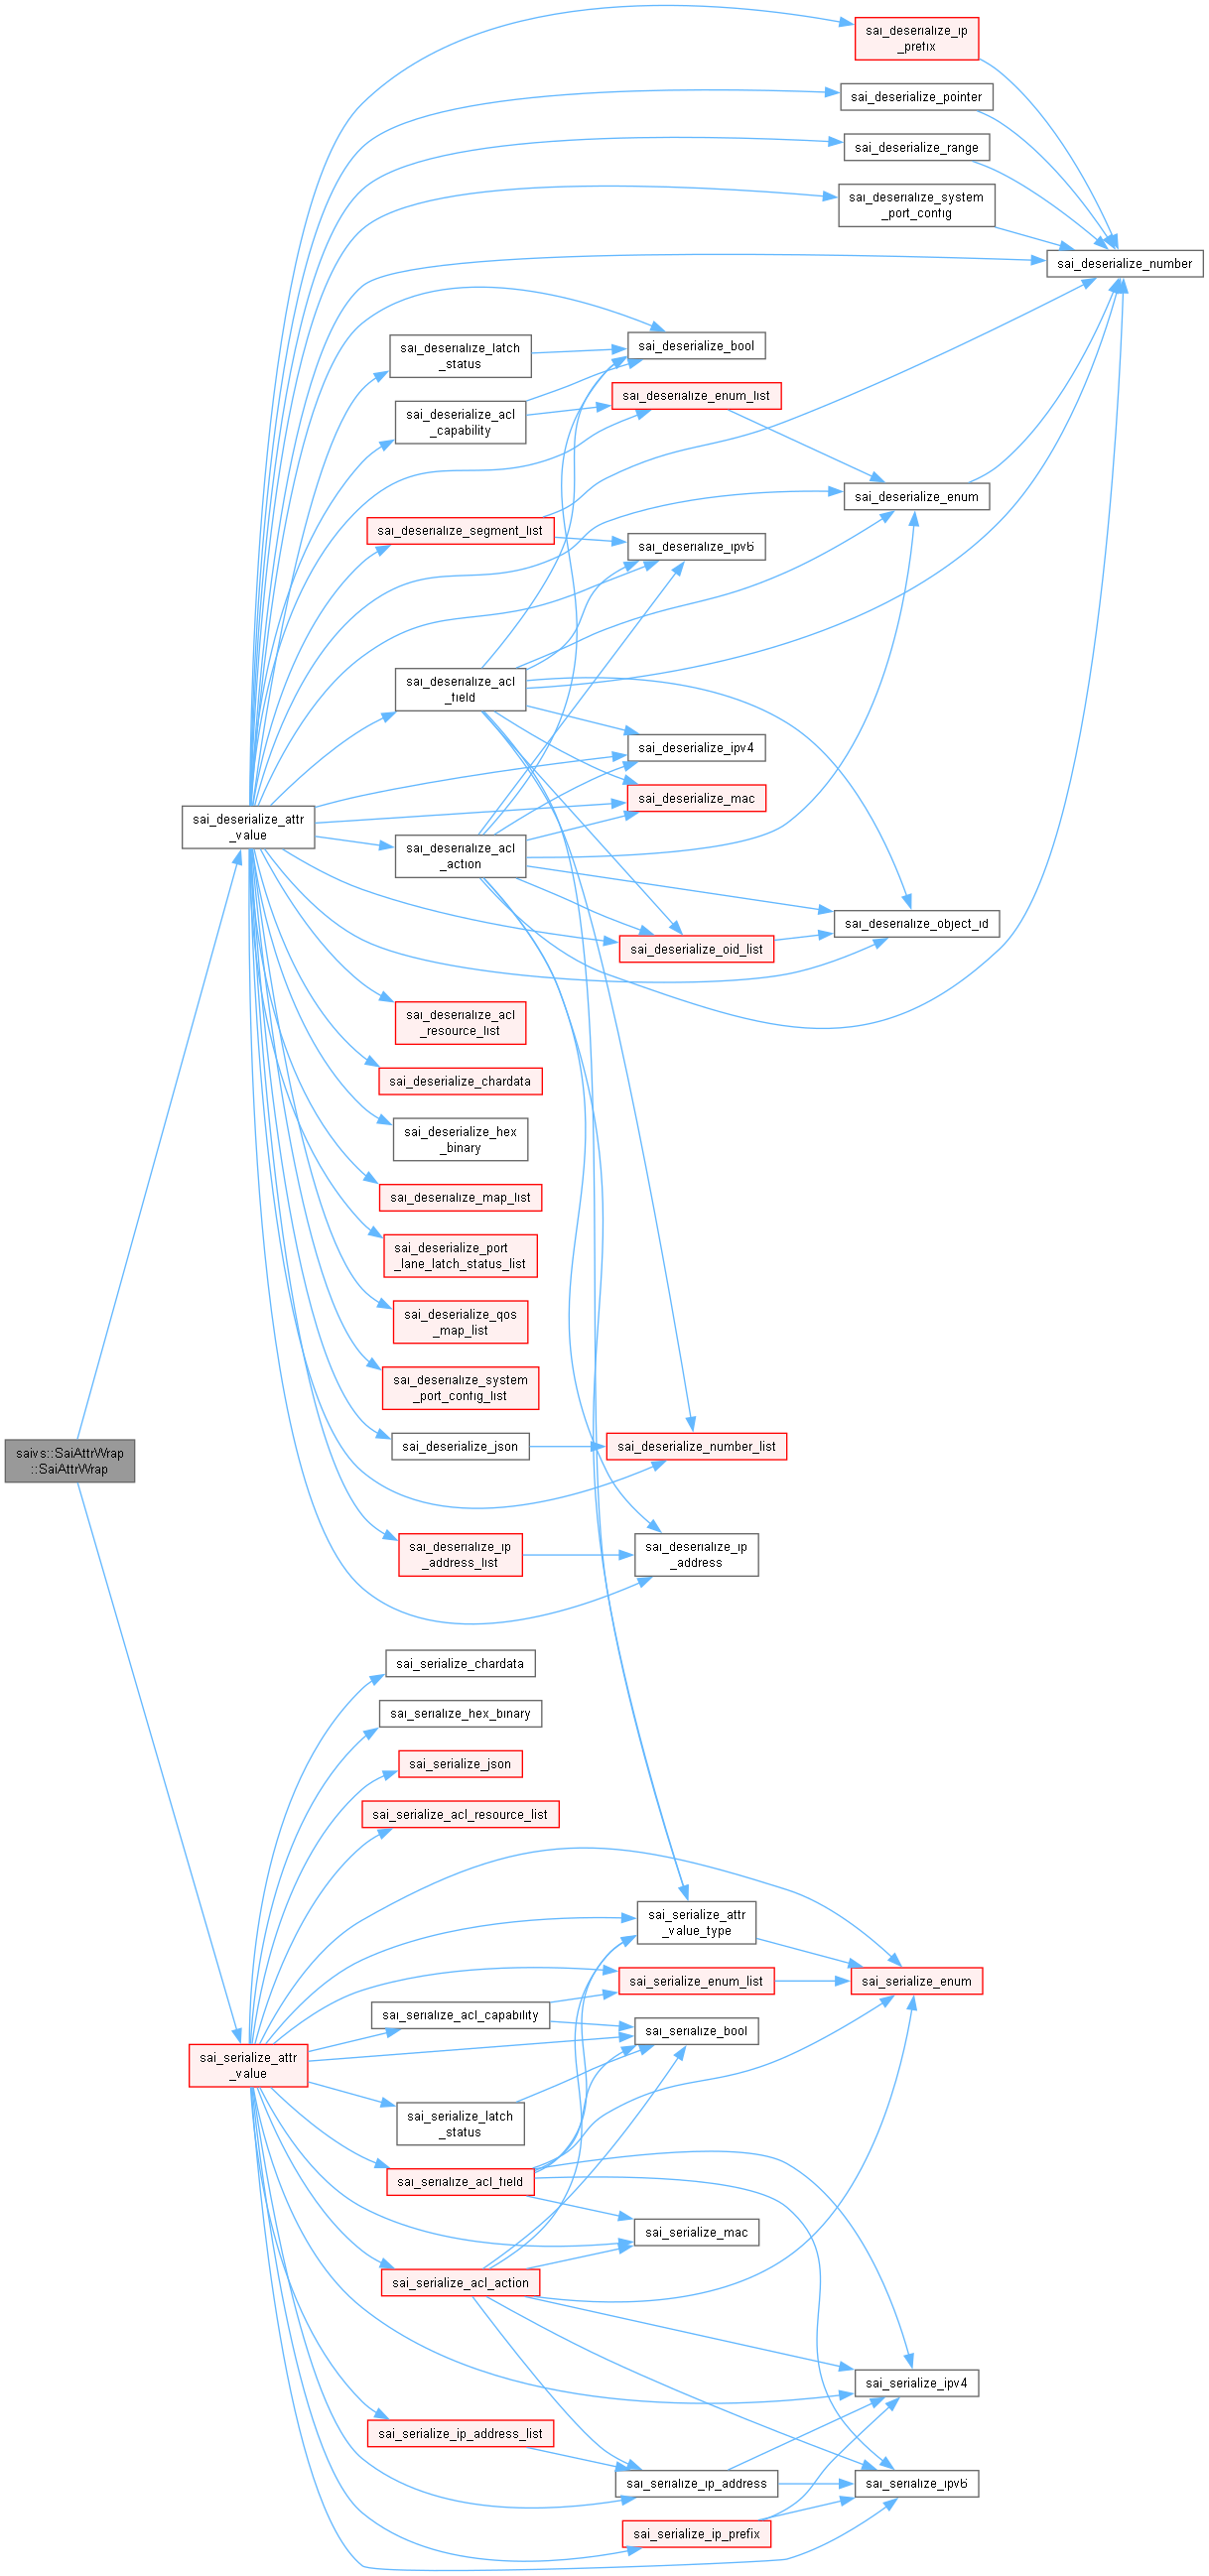 sai_deserialize_ip
_prefix
sai_deserialize_pointer
sai_deserialize_range
sai_deserialize_system
_port_config
sai_deserialize_number
sai_deserialize_bool
sai_deserialize_latch
_status
sai_deserialize_enum_list
sai_deserialize_acl
_capability
sai_deserialize_enum
sai_deserialize_segment_list
sai_deserialize_ipv6
sai_deserialize_acl
_field
sai_deserialize_ipv4
sai_deserialize_mac
sai_deserialize_attr
_value
sai_deserialize_acl
_action
sai_deserialize_object_id
sai_deserialize_oid_list
sai_deserialize_acl
_resource_list
sai_deserialize_chardata
sai_deserialize_hex
_binary
sai_deserialize_map_list
sai_deserialize_port
_lane_latch_status_list
sai_deserialize_qos
_map_list
sai_deserialize_system
_port_config_list
saivs::SaiAttrWrap
::SaiAttrWrap
sai_deserialize_json
sai_deserialize_number_list
sai_deserialize_ip
_address_list
sai_deserialize_ip
_address
sai_serialize_chardata
sai_serialize_hex_binary
sai_serialize_json
sai_serialize_acl_resource_list
sai_serialize_attr
_value_type
sai_serialize_enum_list
sai_serialize_enum
sai_serialize_acl_capability
sai_serialize_bool
sai_serialize_attr
_value
sai_serialize_latch
_status
sai_serialize_acl_field
sai_serialize_mac
sai_serialize_acl_action
sai_serialize_ipv4
sai_serialize_ip_address_list
sai_serialize_ip_address
sai_serialize_ipv6
sai_serialize_ip_prefix